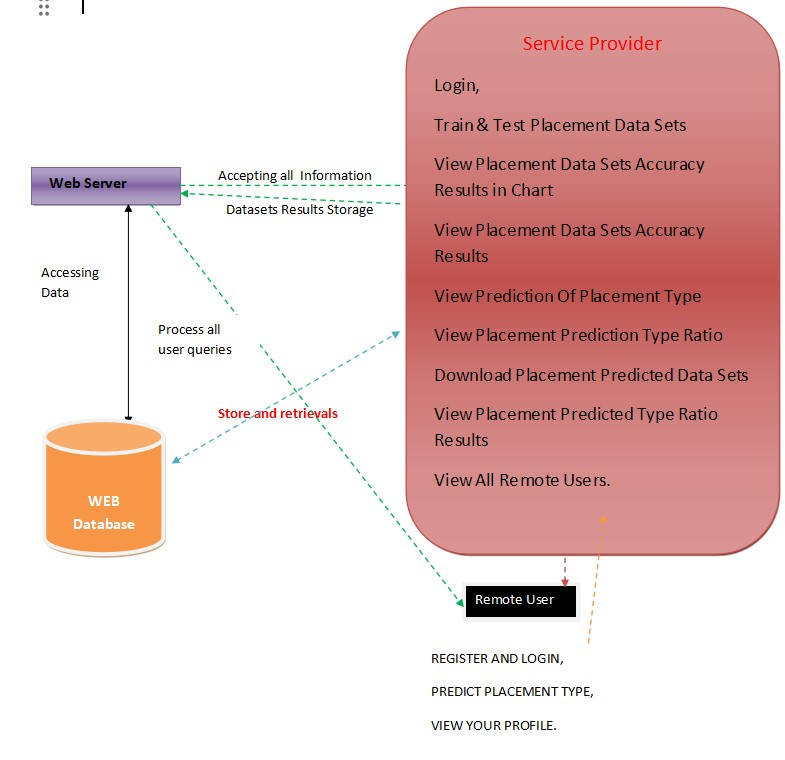 Service Provider
Login,
Train & Test Placement Data Sets
View Placement Data Sets Accuracy
Results in Chart
View Placement Data Sets Accuracy
Results
View Prediction Of Placement Type
View Placement Prediction Type Ratio
Download Placement Predicted Data Sets
View Placement Predicted Type Ratio
Results
View All Remote Users.
Web Server
Accepting all Information
Datasets Results Storage
Accessing
Data
Process all
user queries
Store and retrievals
WEB
Database
Remote User
REGISTER AND LOGIN,
PREDICT PLACEMENT TYPE,
VIEW YOUR PROFILE.